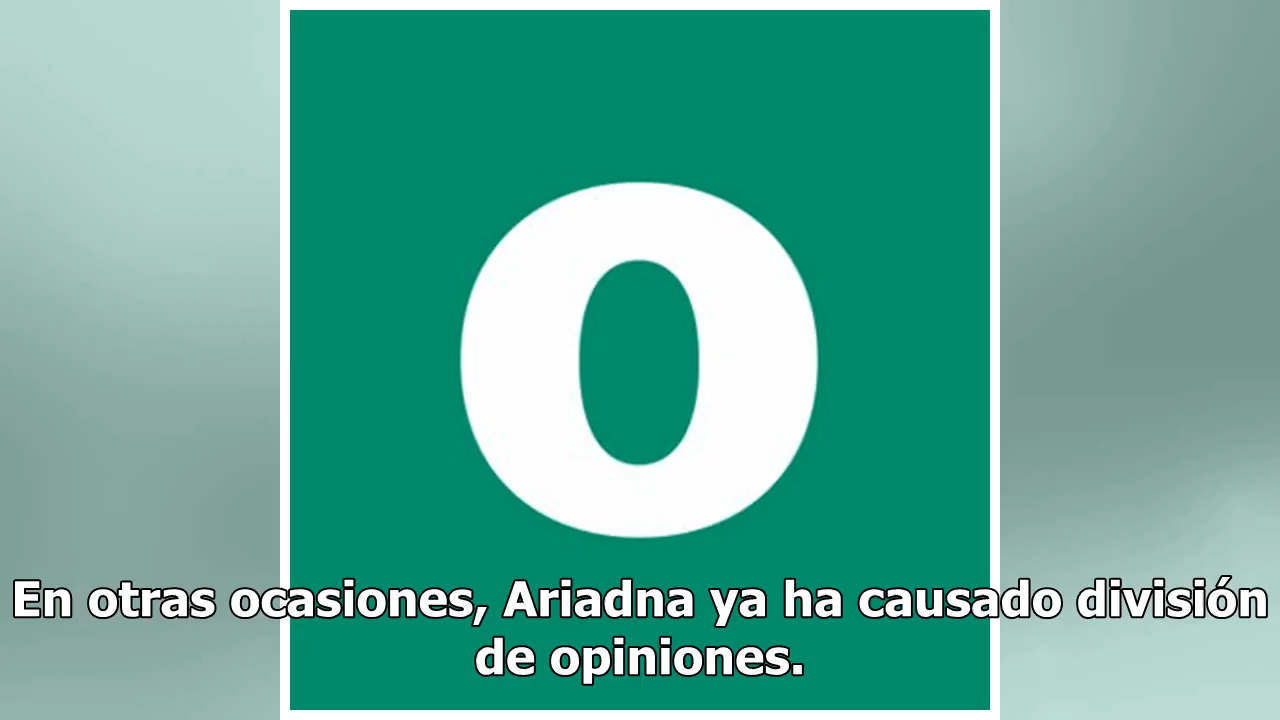 o
En otras ocasiones, Ariadna ya ha causado división
de opiniones.